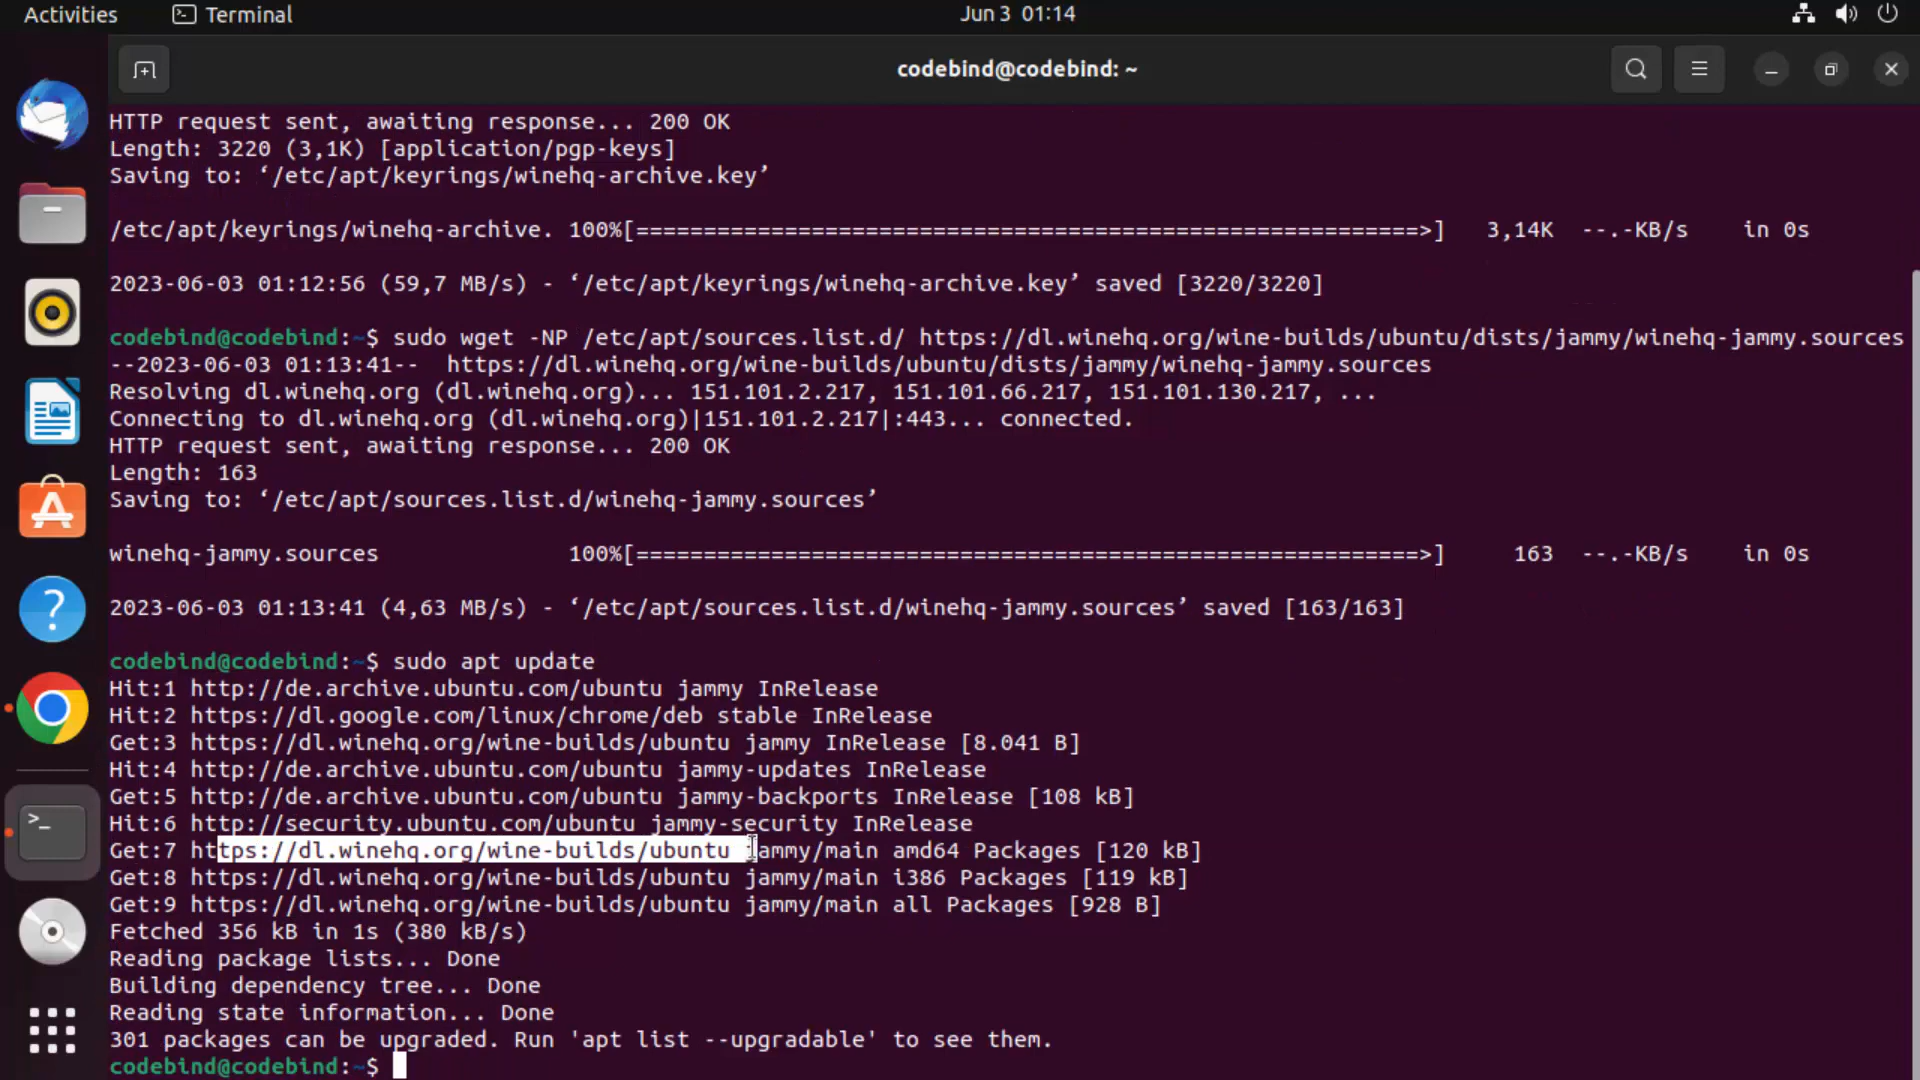 Activities Terminal Jun 3 01:14
codebind@codebind: ~
HTTP request sent, awaiting response... 200 OK
Length: 3220 (3,1K) [application/pgp-keys]
Saving to: ‘/etc/apt/keyrings/winehq-archive.key’
/etc/apt/keyrings/winehq-archive. 100%[==========================================================>] 3,14K --.-KB/s in 0s
2023-06-03 01:12:56 (59,7 MB/s) - ‘/etc/apt/keyrings/winehq-archive.key’ saved [3220/3220]
codebind@codebind:~$ sudo wget -NP /etc/apt/sources.list.d/ https://dl.winehq.org/wine-builds/ubuntu/dists/jammy/winehq-jammy.sources
--2023-06-03 01:13:41-- https://dl.winehq.org/wine-builds/ubuntu/dists/jammy/winehq-jammy.sources
Resolving dl.winehq.org (dl.winehq.org)... 151.101.2.217, 151.101.66.217, 151.101.130.217, ...
Connecting to dl.winehq.org (dl.winehq.org)|151.101.2.217|:443... connected.
HTTP request sent, awaiting response... 200 OK
Length: 163
Saving to: ‘/etc/apt/sources.list.d/winehq-jammy.sources’
winehq-jammy.sources 100%[==========================================================>] 163 --.-KB/s in 0s
2023-06-03 01:13:41 (4,63 MB/s) - ‘/etc/apt/sources.list.d/winehq-jammy.sources’ saved [163/163]
codebind@codebind:~$ sudo apt update
Hit:1 http://de.archive.ubuntu.com/ubuntu jammy InRelease
Hit:2 https://dl.google.com/linux/chrome/deb stable InRelease
Get:3 https://dl.winehq.org/wine-builds/ubuntu jammy InRelease [8.041 B]
Hit:4 http://de.archive.ubuntu.com/ubuntu jammy-updates InRelease
Get:5 http://de.archive.ubuntu.com/ubuntu jammy-backports InRelease [108 kB]
Hit:6 http://security.ubuntu.com/ubuntu jammy-security InRelease
Get:7 https://dl.winehq.org/wine-builds/ubuntu jammy/main amd64 Packages [120 kB]
Get:8 https://dl.winehq.org/wine-builds/ubuntu jammy/main i386 Packages [119 kB]
Get:9 https://dl.winehq.org/wine-builds/ubuntu jammy/main all Packages [928 B]
Fetched 356 kB in 1s (380 kB/s)
Reading package lists... Done
Building dependency tree... Done
Reading state information... Done
301 packages can be upgraded. Run 'apt list --upgradable' to see them.
codebind@codebind:~$